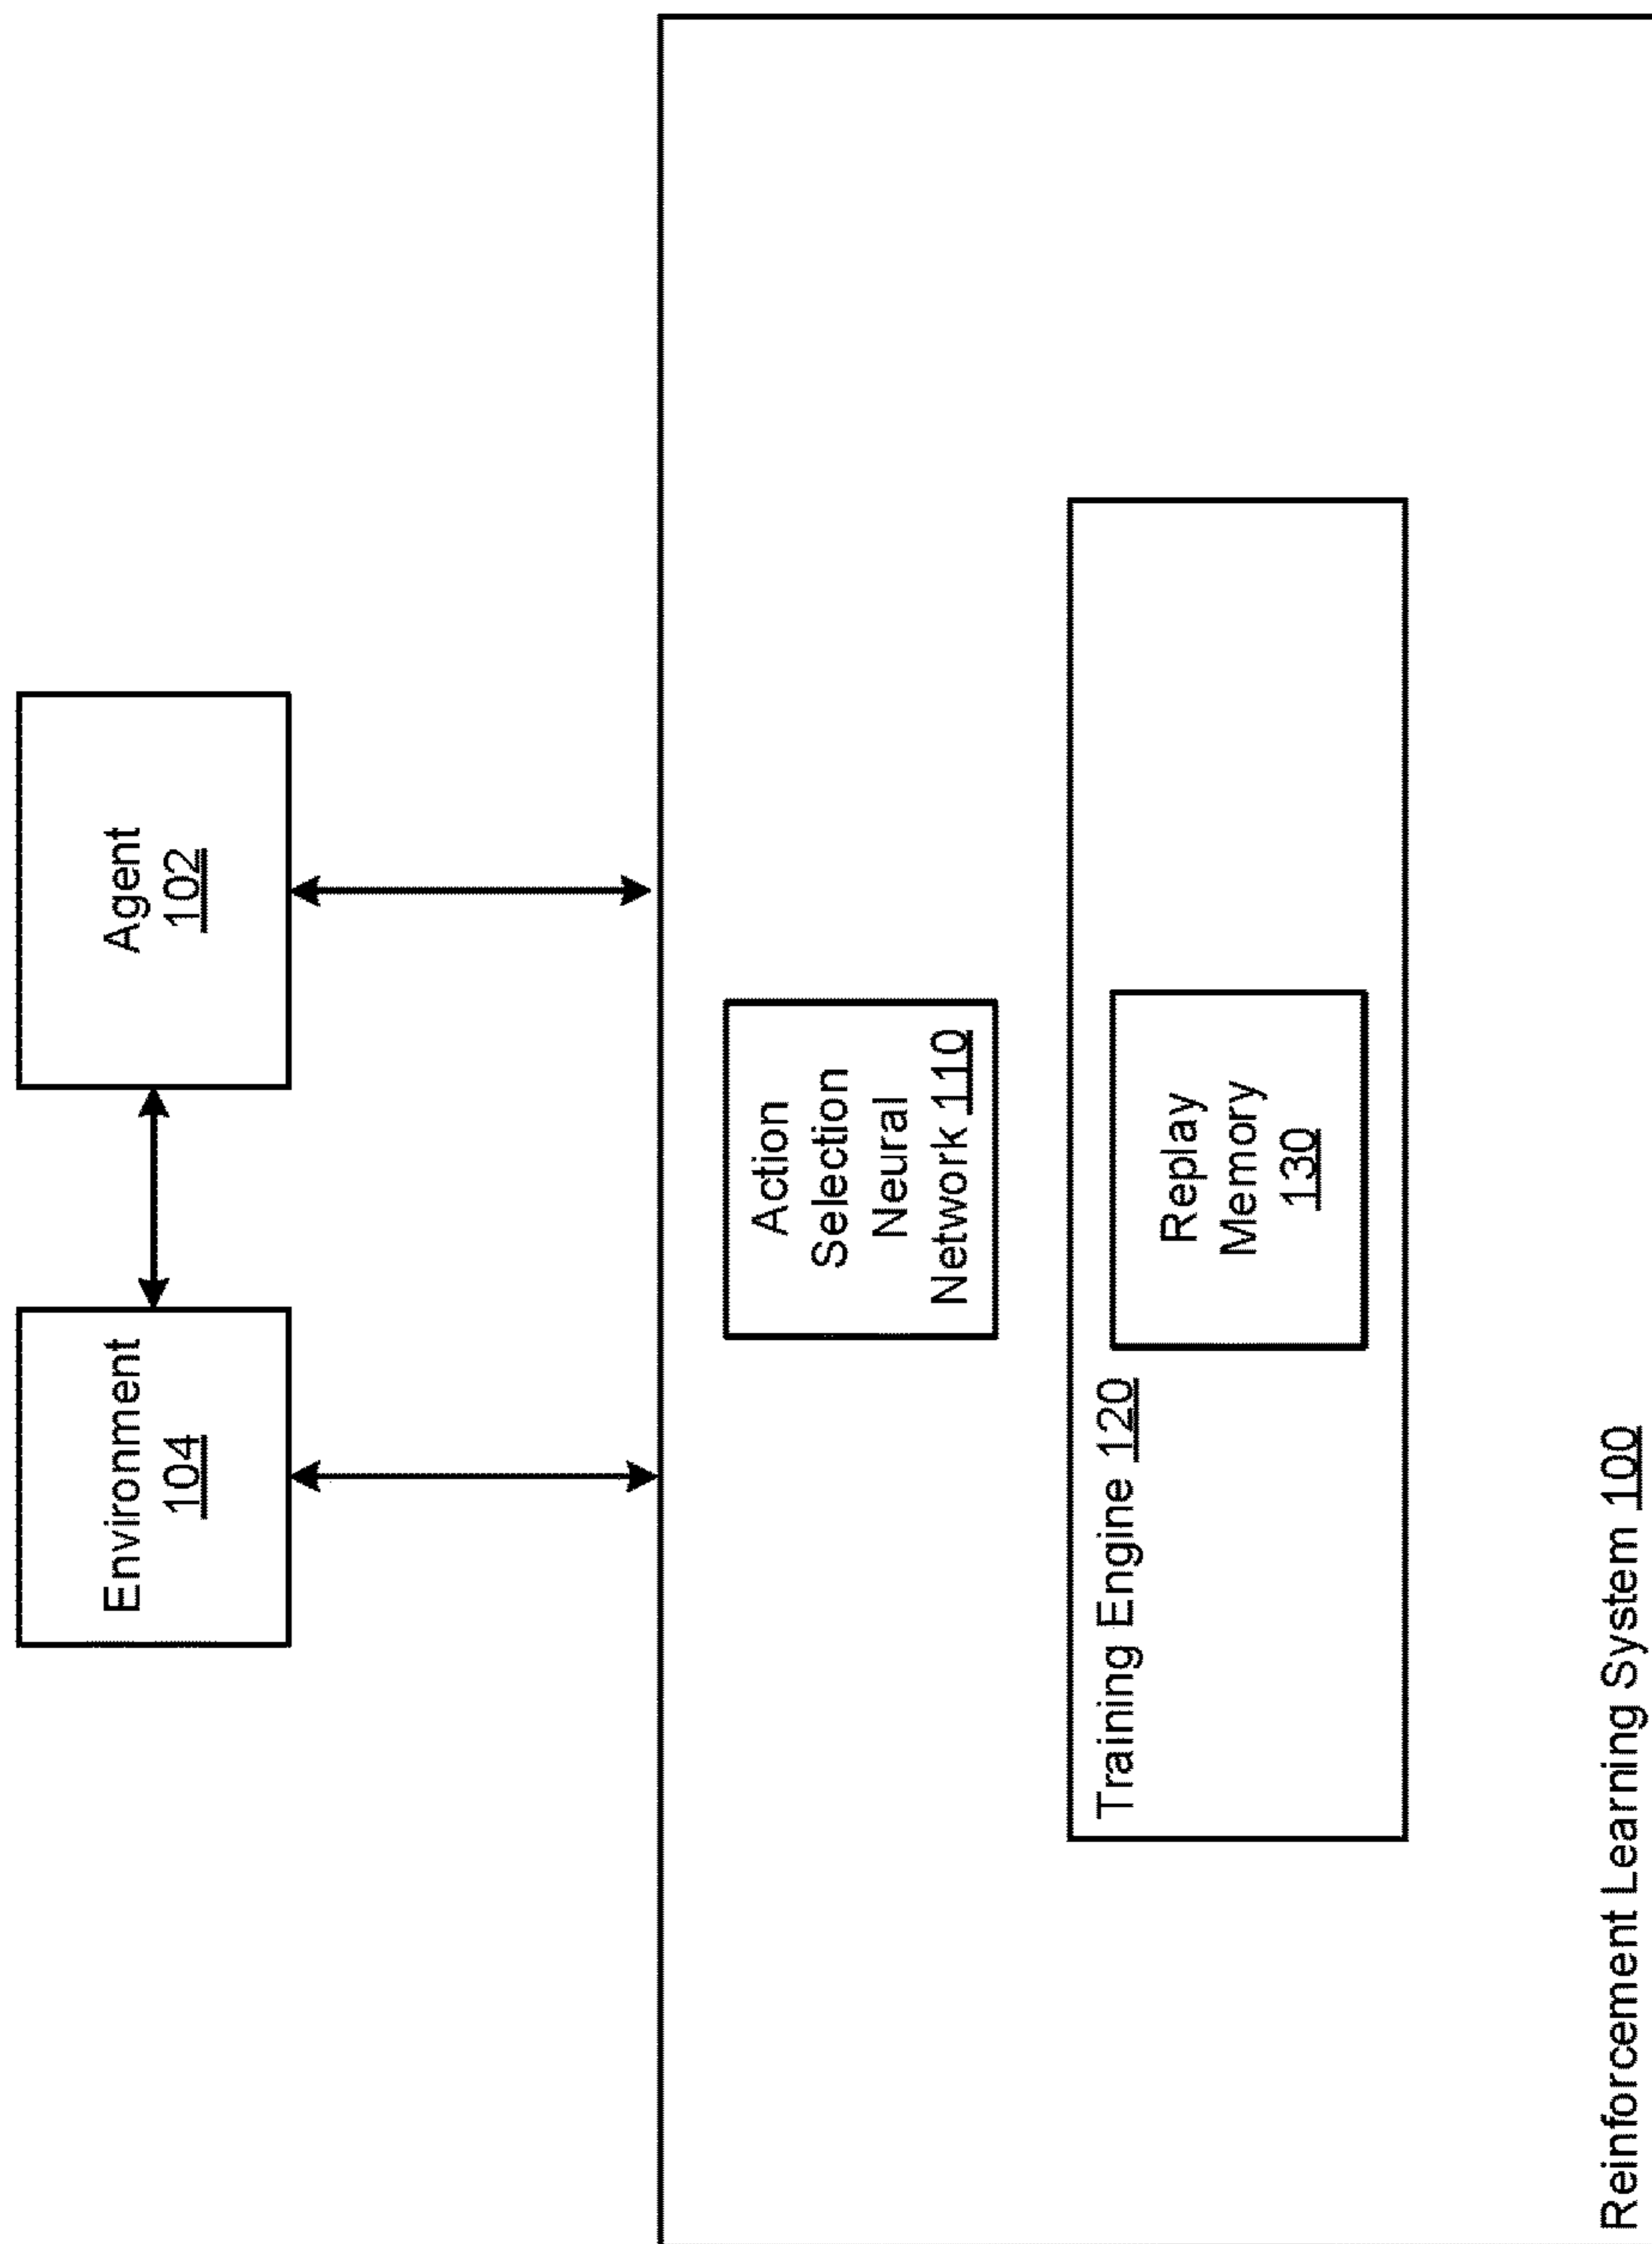 Environment
104
Agent
102
Action
Selection
Neural
Network 110
Training Engine 120
Replay
Memory
130
Reinforcement Learning System 100